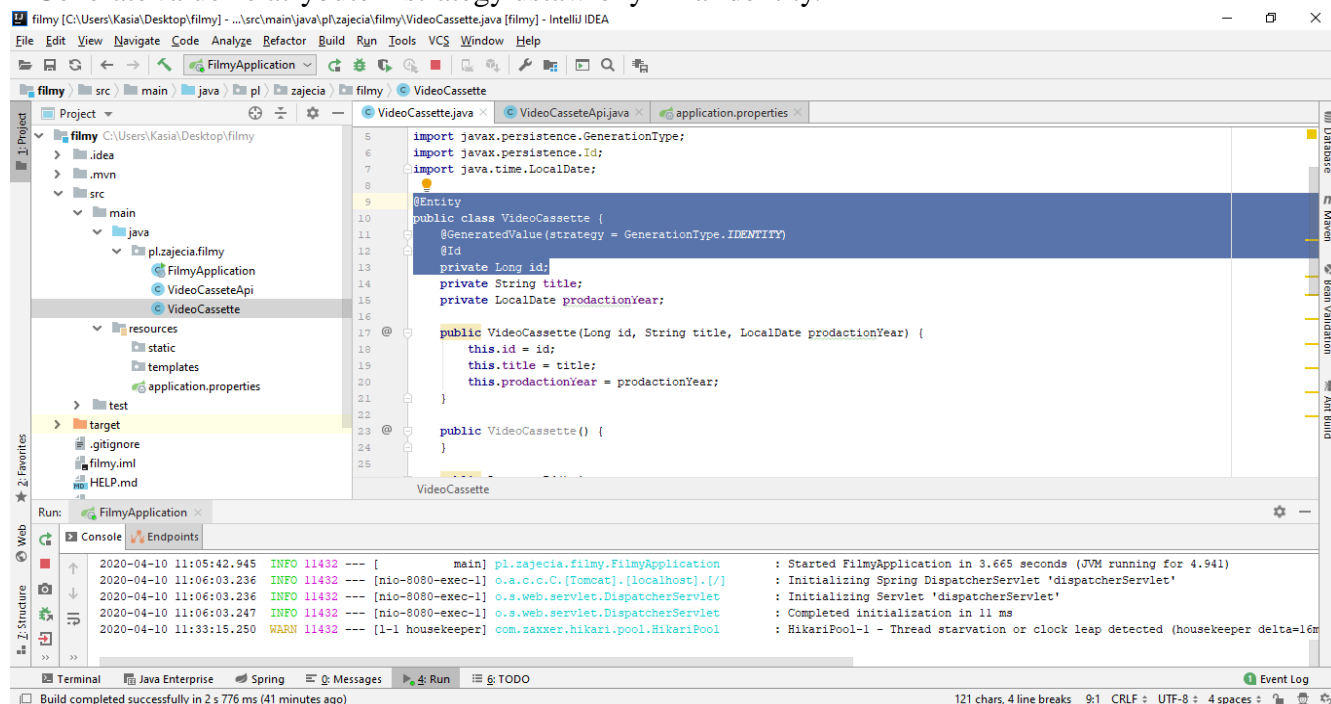 filmy [C:\Users\Kasia\Desktop\filmy] - ...\src\main\java\pl\zajecia\filmy\VideoCassette.java [filmy] - IntelliJ IDEA
File Edit View Navigate Code Analyze Refactor Build Run Tools VCS Window Help
FilmyApplication
filmy src main java pl zajecia filmy VideoCassette
Project
VideoCassette.java VideoCasseteApi.java application.properties
filmy C:\Users\Kasia\Desktop\filmy
.idea
.mvn
src
main
java
pl.zajecia.filmy
FilmyApplication
VideoCasseteApi
VideoCassette
resources
static
templates
application.properties
test
target
.gitignore
filmy.iml
HELP.md
5 import javax.persistence.GenerationType;
6 import javax.persistence.Id;
7 import java.time.LocalDate;
8
9 @Entity
10 public class VideoCassette {
11 @GeneratedValue(strategy = GenerationType.IDENTITY)
12 @Id
13 private Long id;
14 private String title;
15 private LocalDate prodactionYear;
16
17 @ public VideoCassette(Long id, String title, LocalDate prodactionYear) {
18 this.id = id;
19 this.title = title;
20 this.prodactionYear = prodactionYear;
21 }
22
23 @ public VideoCassette() {
24 }
25
VideoCassette
1: Project
2: Favorites
Web
7: Structure
Database
Maven
Bean Validation
Ant Build
Run: FilmyApplication
Console Endpoints
2020-04-10 11:05:42.945 INFO 11432 --- [ main] pl.zajecia.filmy.FilmyApplication : Started FilmyApplication in 3.665 seconds (JVM running for 4.941)
2020-04-10 11:06:03.236 INFO 11432 --- [nio-8080-exec-1] o.a.c.c.C.[Tomcat].[localhost].[/] : Initializing Spring DispatcherServlet 'dispatcherServlet'
2020-04-10 11:06:03.236 INFO 11432 --- [nio-8080-exec-1] o.s.web.servlet.DispatcherServlet : Initializing Servlet 'dispatcherServlet'
2020-04-10 11:06:03.247 INFO 11432 --- [nio-8080-exec-1] o.s.web.servlet.DispatcherServlet : Completed initialization in 11 ms
2020-04-10 11:33:15.250 WARN 11432 --- [l-1 housekeeper] com.zaxxer.hikari.pool.HikariPool : HikariPool-1 - Thread starvation or clock leap detected (housekeeper delta=16m
Terminal Java Enterprise Spring 0: Messages 4: Run 6: TODO 1 Event Log
Build completed successfully in 2 s 776 ms (41 minutes ago) 121 chars, 4 line breaks 9:1 CRLF UTF-8 4 spaces